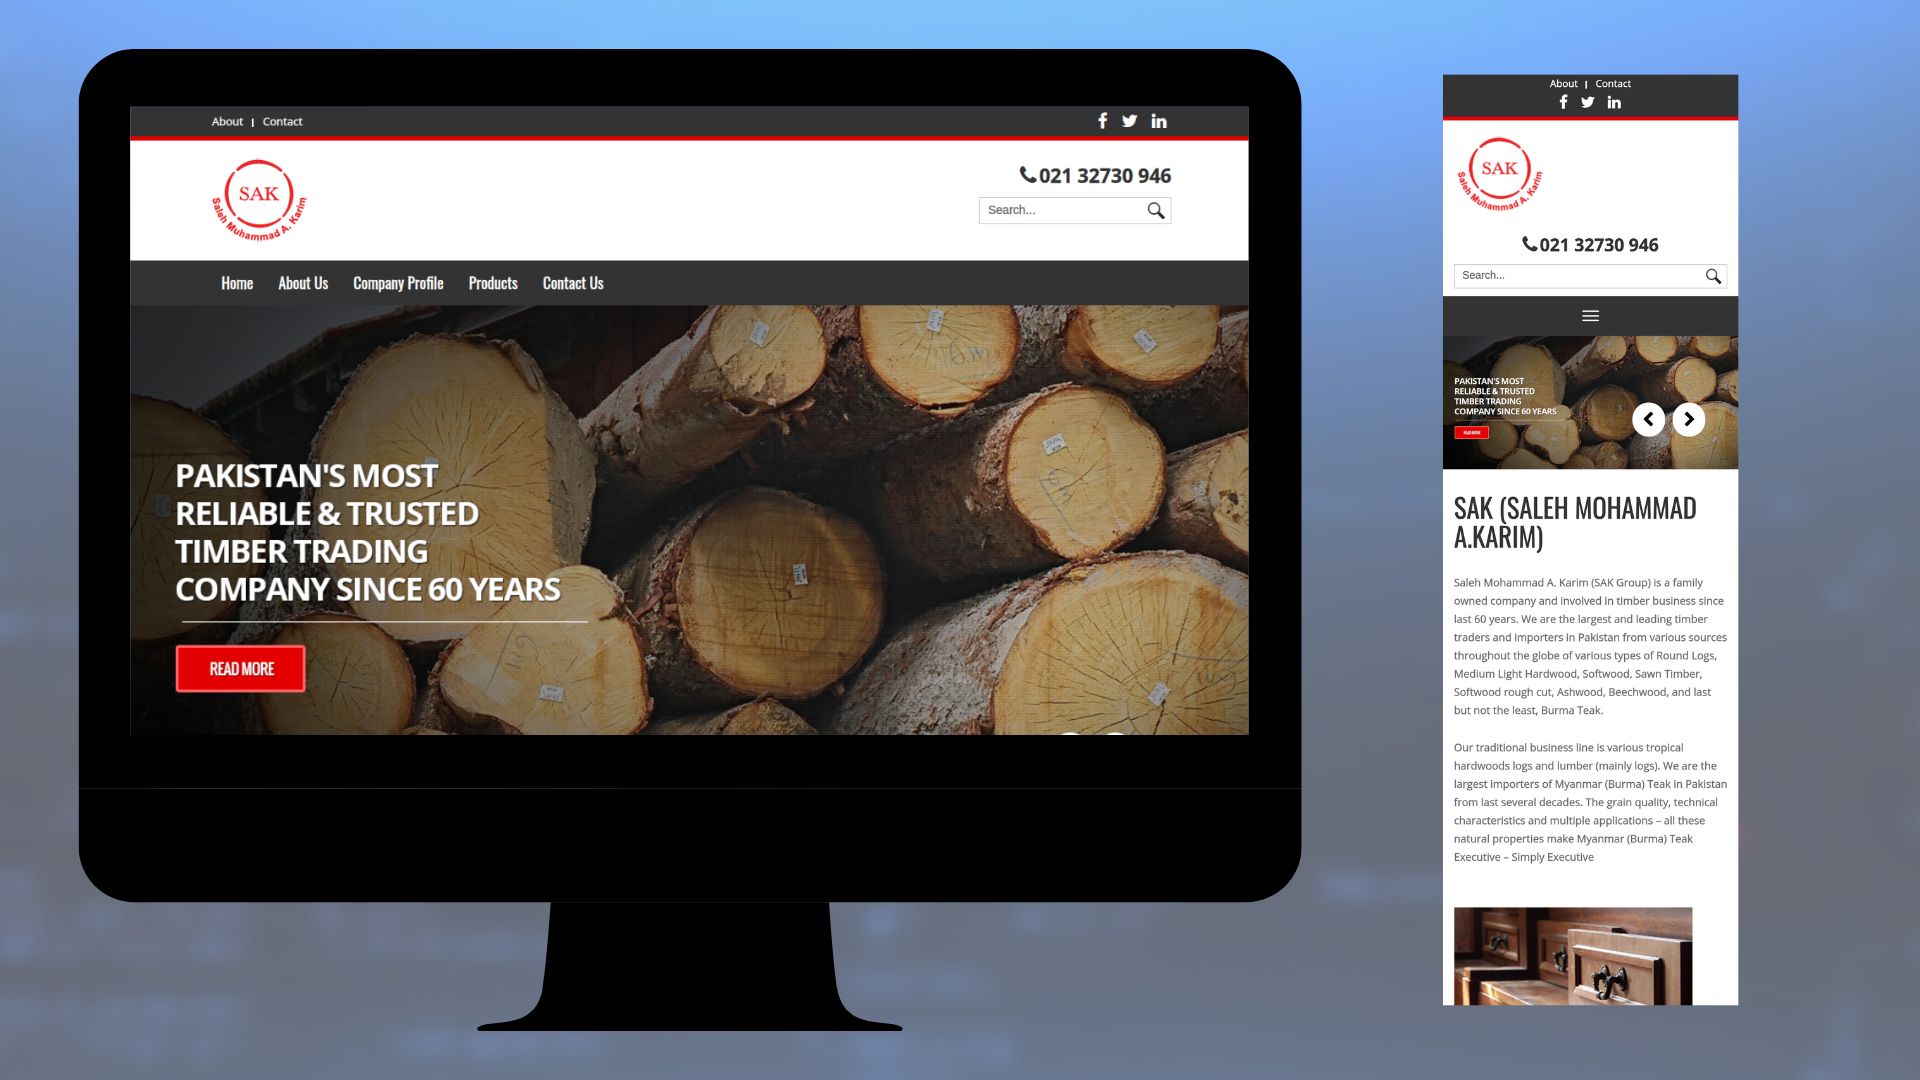 About | Contact
SAK
Saleh Muhammad A. Karim
021 32730 946
Search...
Home About Us Company Profile Products Contact Us
PAKISTAN'S MOST
RELIABLE & TRUSTED
TIMBER TRADING
COMPANY SINCE 60 YEARS
READ MORE
About | Contact
SAK
Saleh Muhammad A. Karim
021 32730 946
Search...
PAKISTAN'S MOST
RELIABLE & TRUSTED
TIMBER TRADING
COMPANY SINCE 60 YEARS
READ MORE
SAK (SALEH MOHAMMAD
A.KARIM)
Saleh Mohammad A. Karim (SAK Group) is a family
owned company and involved in timber business since
last 60 years. We are the largest and leading timber
traders and importers in Pakistan from various sources
throughout the globe of various types of Round Logs,
Medium Light Hardwood, Softwood, Sawn Timber,
Softwood rough cut, Ashwood, Beechwood, and last
but not the least, Burma Teak.
Our traditional business line is various tropical
hardwoods logs and lumber (mainly logs). We are the
largest importers of Myanmar (Burma) Teak in Pakistan
from last several decades. The grain quality, technical
characteristics and multiple applications – all these
natural properties make Myanmar (Burma) Teak
Executive – Simply Executive